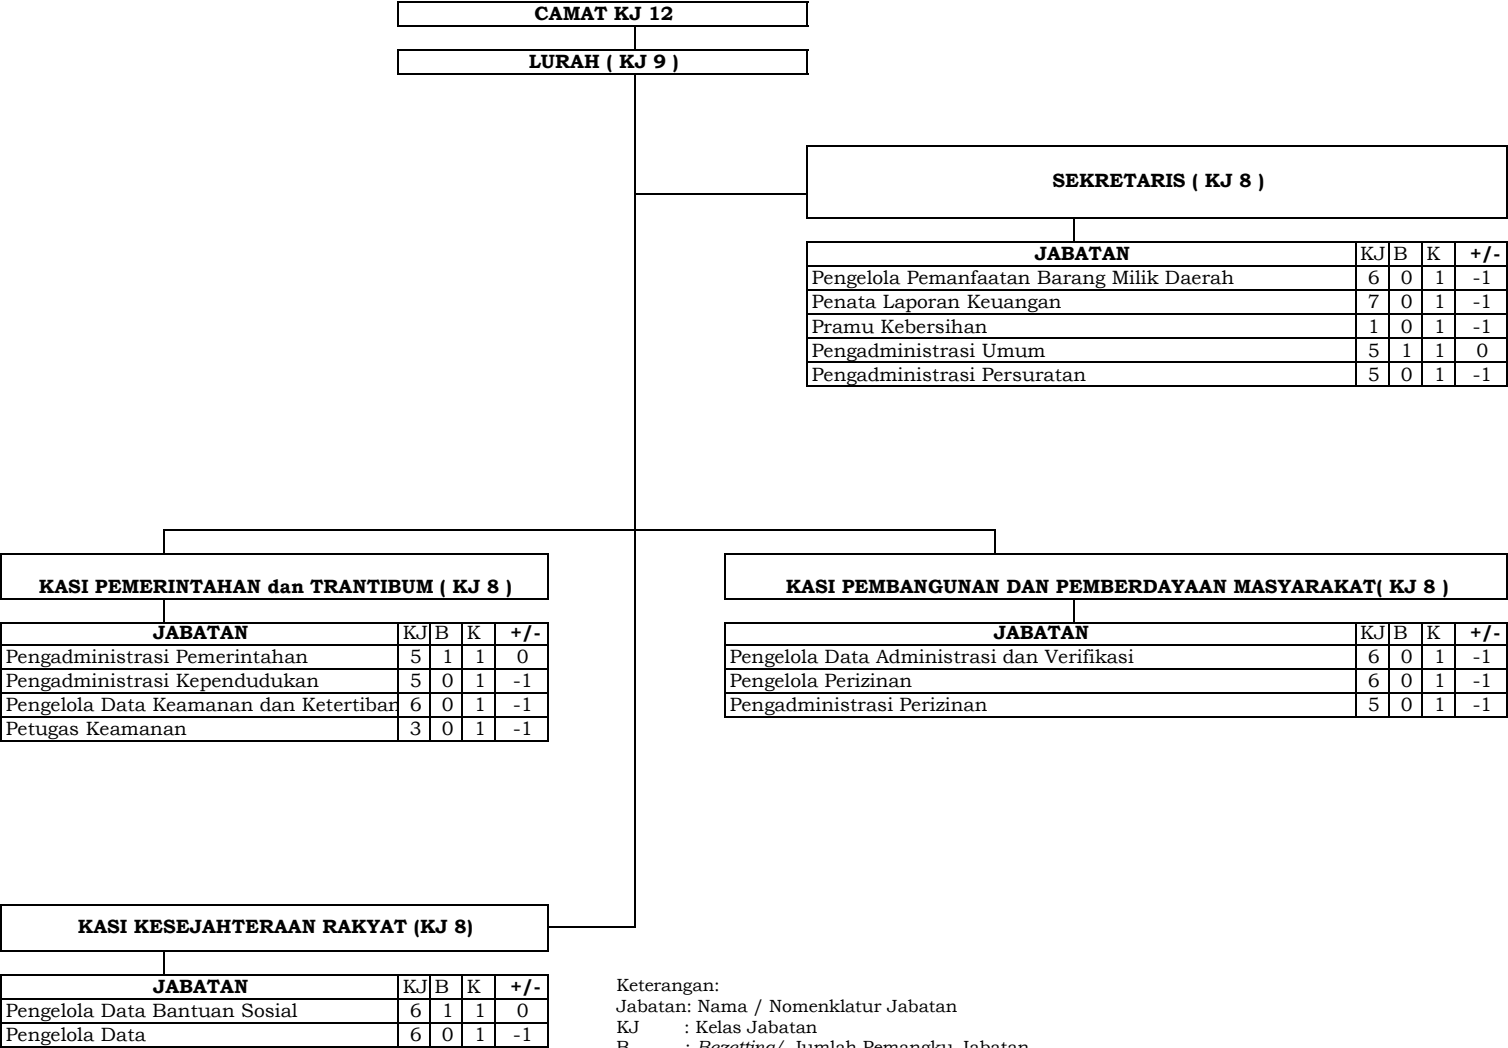 CAMAT KJ 12
LURAH ( KJ 9 )
SEKRETARIS ( KJ 8 )
JABATAN KJ B K +/-
Pengelola Pemanfaatan Barang Milik Daerah 6 0 1 -1
Penata Laporan Keuangan 7 0 1 -1
Pramu Kebersihan 1 0 1 -1
Pengadministrasi Umum 5 1 1 0
Pengadministrasi Persuratan 5 0 1 -1
KASI PEMERINTAHAN dan TRANTIBUM ( KJ 8 )
JABATAN KJ B K +/-
Pengadministrasi Pemerintahan 5 1 1 0
Pengadministrasi Kependudukan 5 0 1 -1
Pengelola Data Keamanan dan Ketertiban 6 0 1 -1
Petugas Keamanan 3 0 1 -1
KASI PEMBANGUNAN DAN PEMBERDAYAAN MASYARAKAT( KJ 8 )
JABATAN KJ B K +/-
Pengelola Data Administrasi dan Verifikasi 6 0 1 -1
Pengelola Perizinan 6 0 1 -1
Pengadministrasi Perizinan 5 0 1 -1
KASI KESEJAHTERAAN RAKYAT (KJ 8)
JABATAN KJ B K +/-
Pengelola Data Bantuan Sosial 6 1 1 0
Pengelola Data 6 0 1 -1
Keterangan:
Jabatan: Nama / Nomenklatur Jabatan
KJ : Kelas Jabatan
B : Bezetting/ Jumlah Pemangku Jabatan